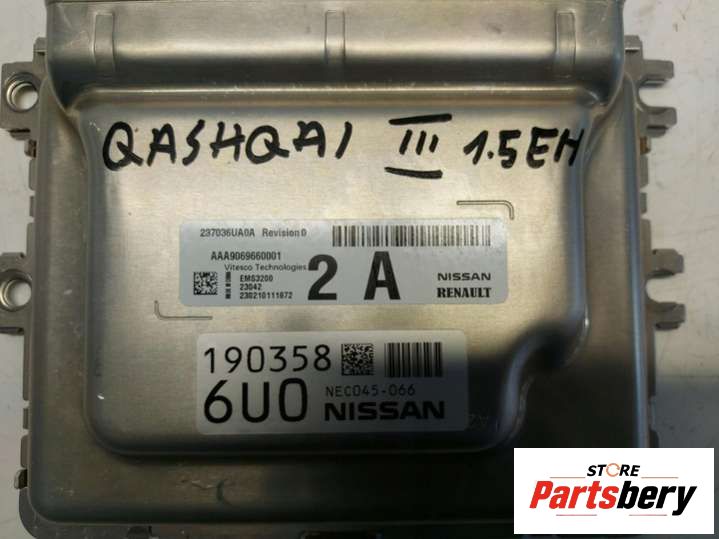 QASHQAI III 1.5EH
237036UA0A Revision 0
AAA9069660001
Vitesco Technologies
EMS3200
23042
230210111872
2 A
NISSAN
RENAULT
190358
6U0
NEC045-066
NISSAN
STORE
Partsbery